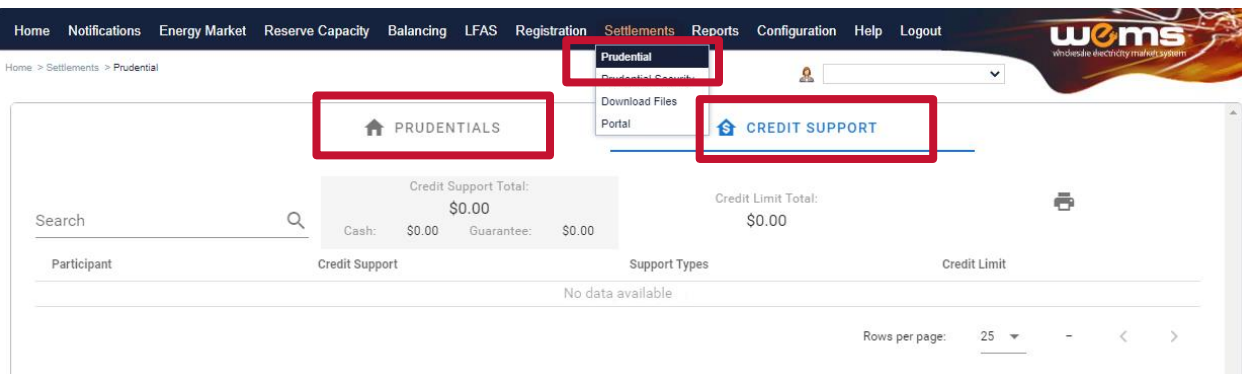 Home Notifications Energy Market Reserve Capacity Balancing LFAS Registration Settlements Reports Configuration Help Logout
wems
wholesale electricity market system
Home > Settlements > Prudential
Prudential
Prudential Security
Download Files
Portal
PRUDENTIALS
CREDIT SUPPORT
Search
Credit Support Total:
$0.00
Cash: $0.00 Guarantee: $0.00
Credit Limit Total:
$0.00
Participant Credit Support Support Types Credit Limit
No data available
Rows per page: 25 –